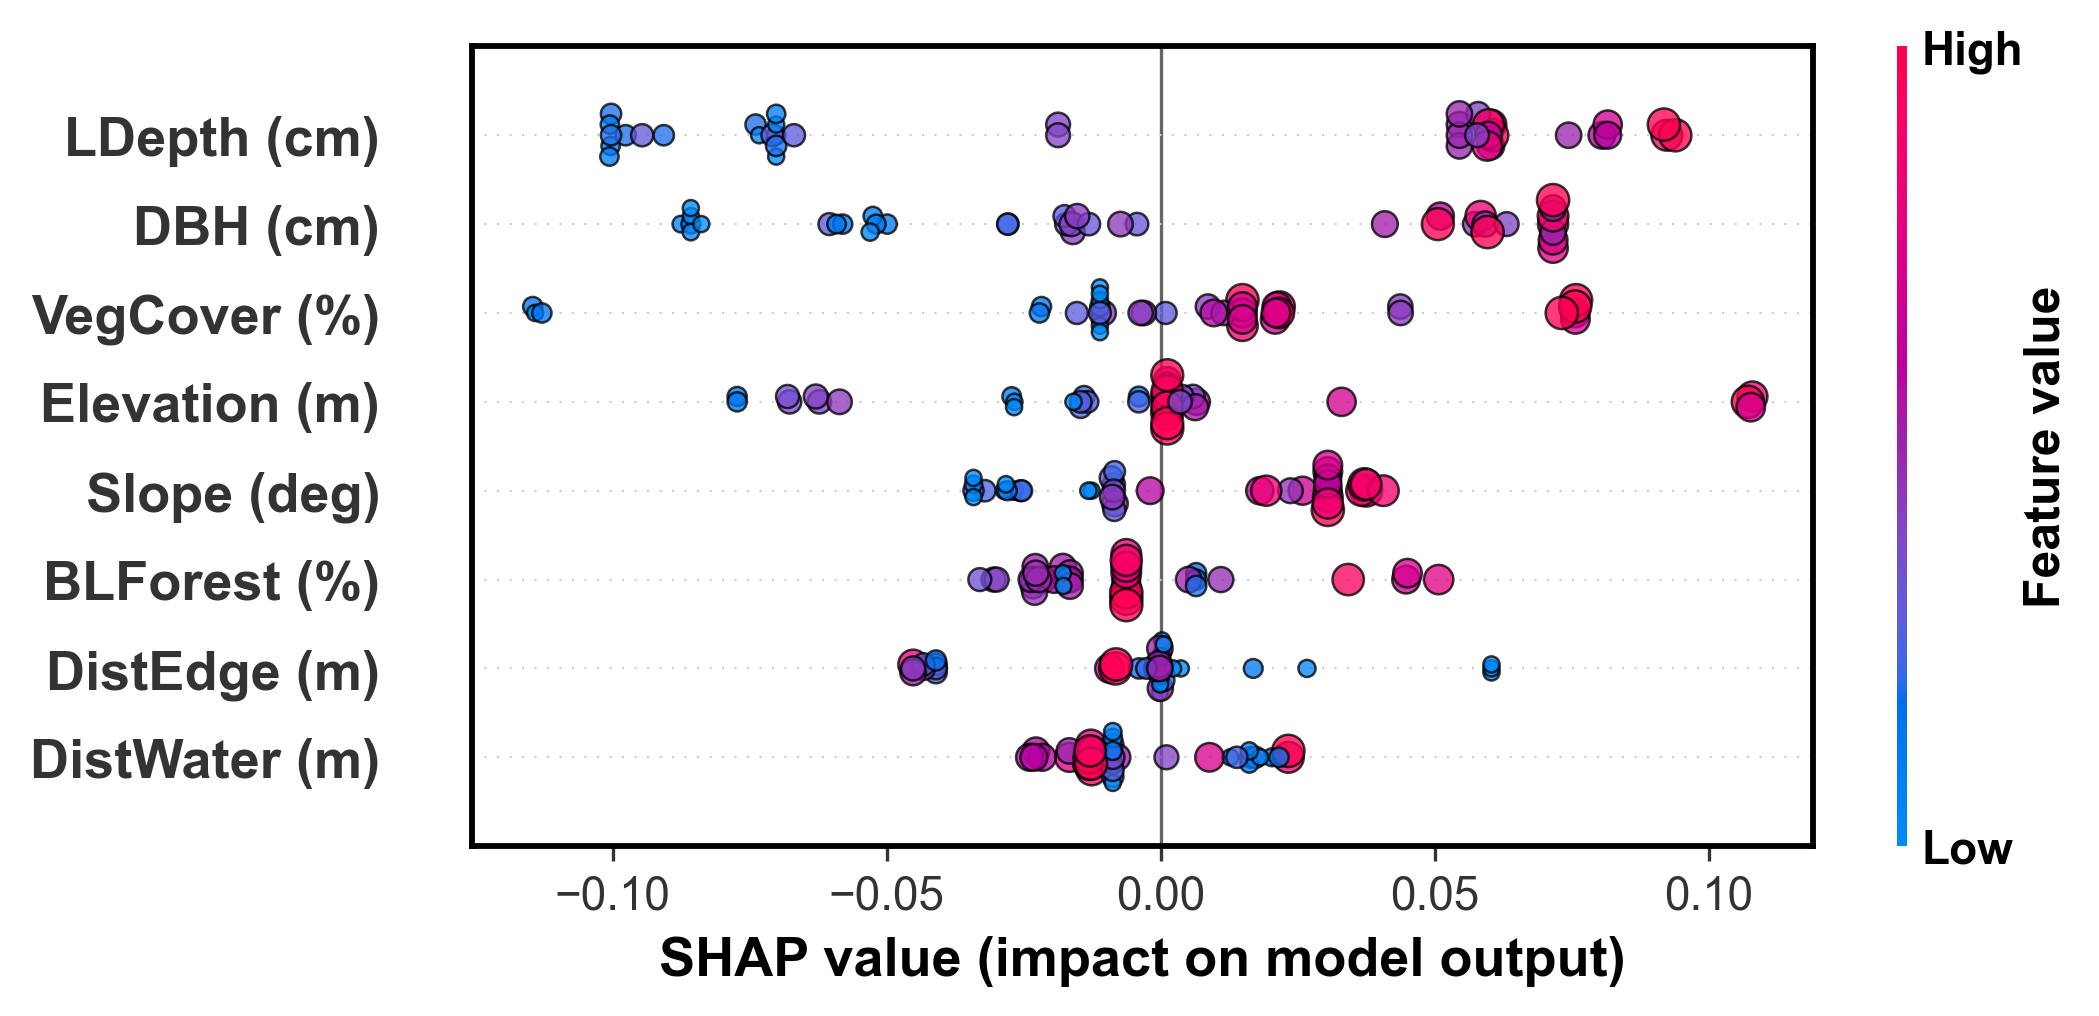 High
LDepth (cm)
DBH (cm)
VegCover (%)
Elevation (m)
Slope (deg)
BLForest (%)
DistEdge (m)
DistWater (m)
Feature value
Low
−0.10 −0.05 0.00 0.05 0.10
SHAP value (impact on model output)